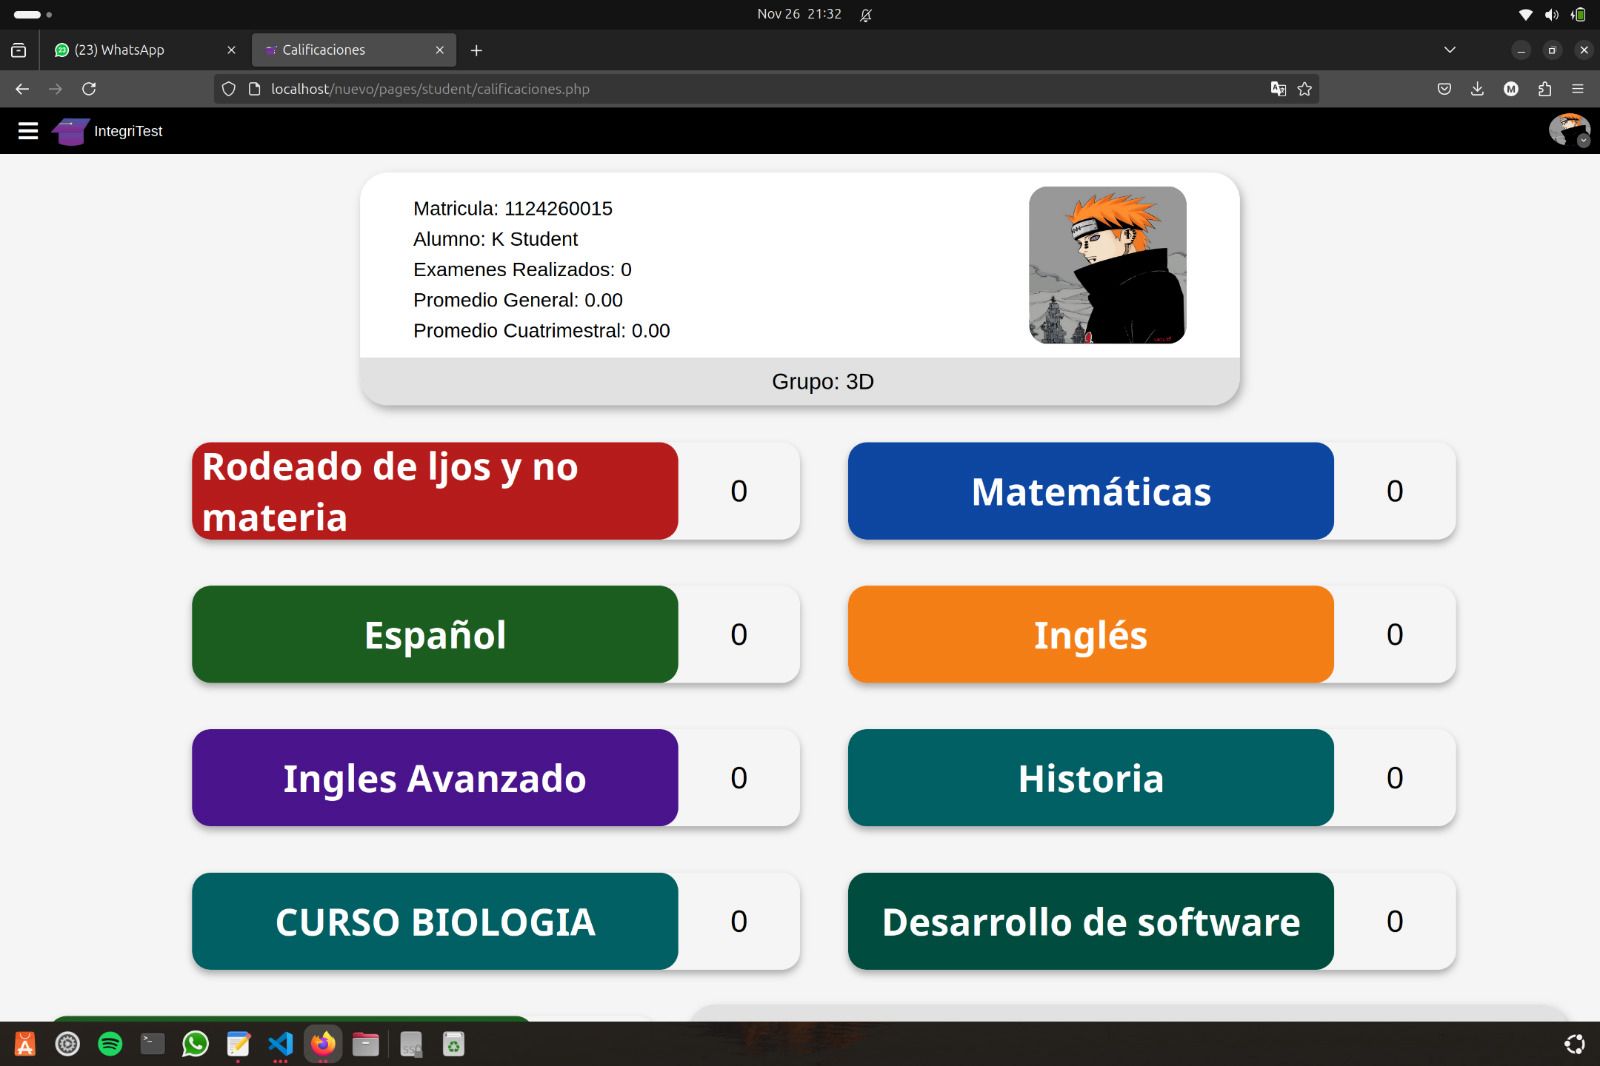 Nov 26 21:32
(23) WhatsApp
Calificaciones
localhost/nuevo/pages/student/calificaciones.php
IntegriTest
Matricula: 1124260015
Alumno: K Student
Examenes Realizados: 0
Promedio General: 0.00
Promedio Cuatrimestral: 0.00
Grupo: 3D
Rodeado de ljos y no
materia
0
Matemáticas
0
Español
0
Inglés
0
Ingles Avanzado
0
Historia
0
CURSO BIOLOGIA
0
Desarrollo de software
0